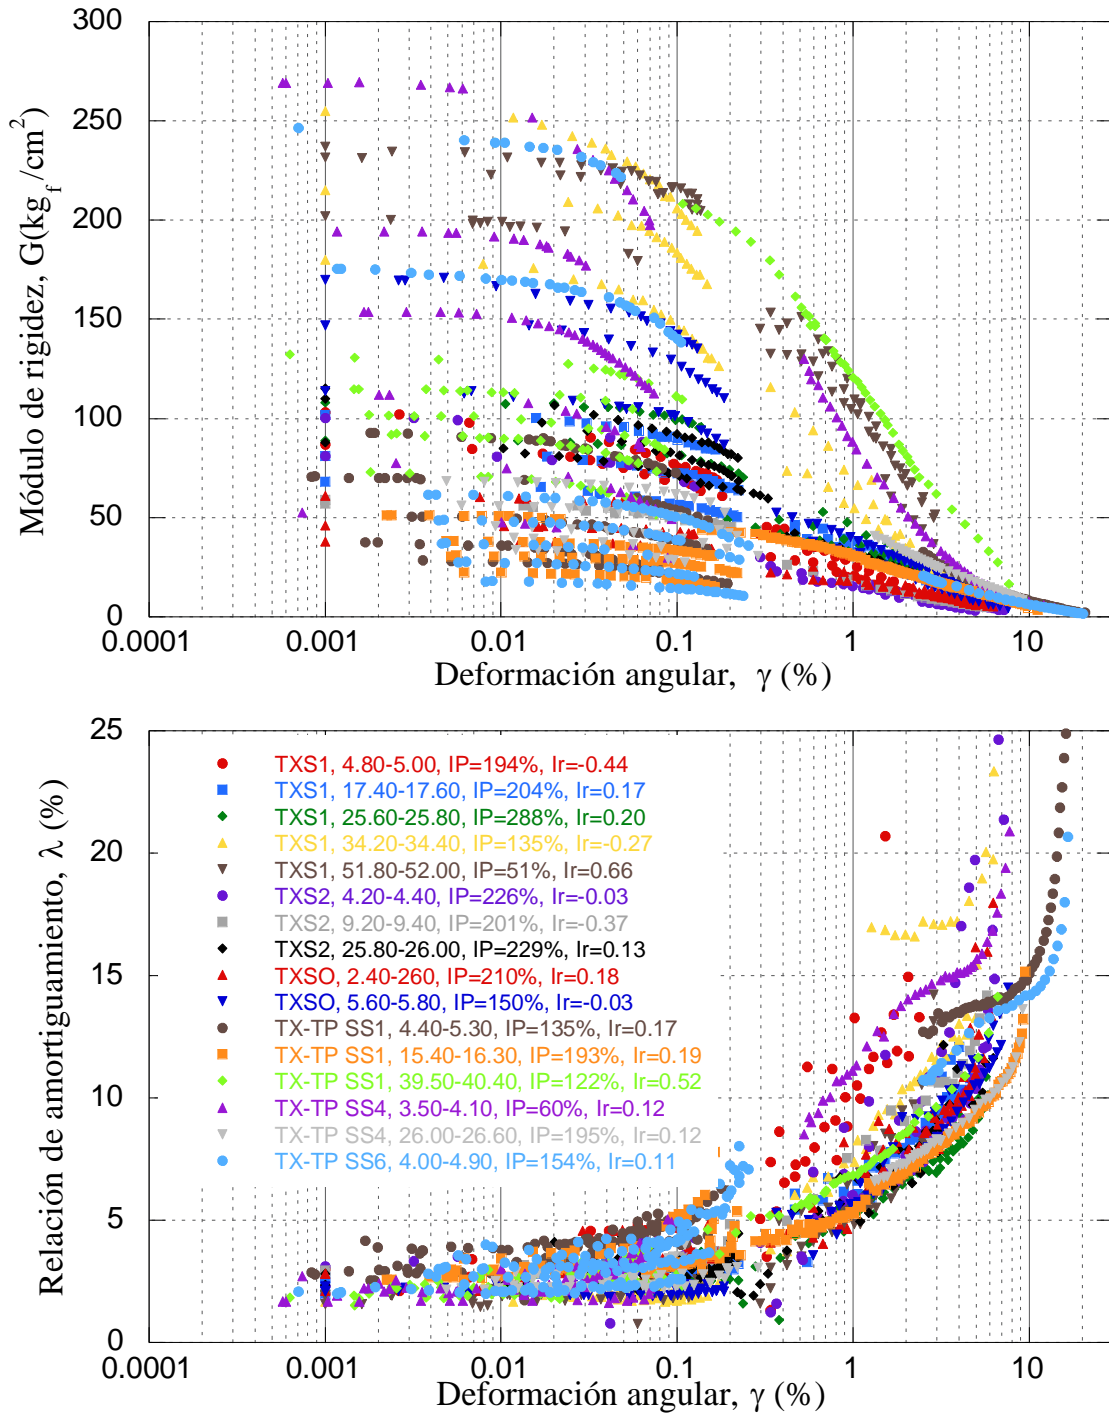 300
250
200
150
100
50
0
Módulo de rigidez, G(kgf/cm²)
0.0001 0.001 0.01 0.1 1 10
Deformación angular, γ (%)
25
20
15
10
5
0
Relación de amortiguamiento, λ (%)
TXS1, 4.80-5.00, IP=194%, Ir=-0.44
TXS1, 17.40-17.60, IP=204%, Ir=0.17
TXS1, 25.60-25.80, IP=288%, Ir=0.20
TXS1, 34.20-34.40, IP=135%, Ir=-0.27
TXS1, 51.80-52.00, IP=51%, Ir=0.66
TXS2, 4.20-4.40, IP=226%, Ir=-0.03
TXS2, 9.20-9.40, IP=201%, Ir=-0.37
TXS2, 25.80-26.00, IP=229%, Ir=0.13
TXSO, 2.40-260, IP=210%, Ir=0.18
TXSO, 5.60-5.80, IP=150%, Ir=-0.03
TX-TP SS1, 4.40-5.30, IP=135%, Ir=0.17
TX-TP SS1, 15.40-16.30, IP=193%, Ir=0.19
TX-TP SS1, 39.50-40.40, IP=122%, Ir=0.52
TX-TP SS4, 3.50-4.10, IP=60%, Ir=0.12
TX-TP SS4, 26.00-26.60, IP=195%, Ir=0.12
TX-TP SS6, 4.00-4.90, IP=154%, Ir=0.11
0.0001 0.001 0.01 0.1 1 10
Deformación angular, γ (%)